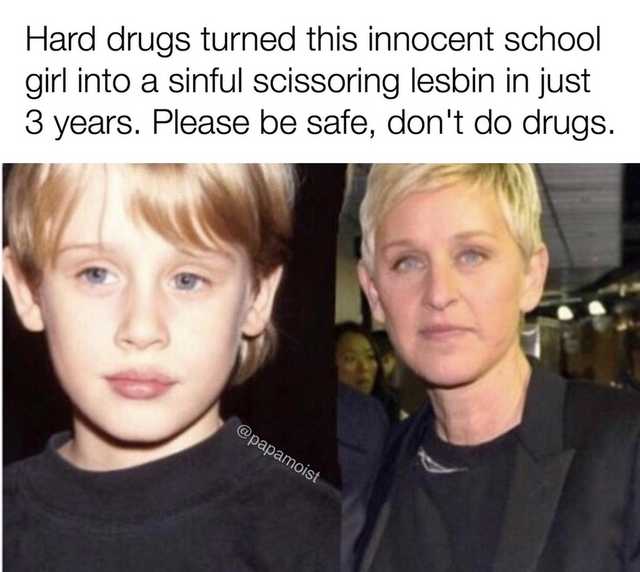 Hard drugs turned this innocent school
girl into a sinful scissoring lesbin in just
3 years. Please be safe, don't do drugs.
@papamoist